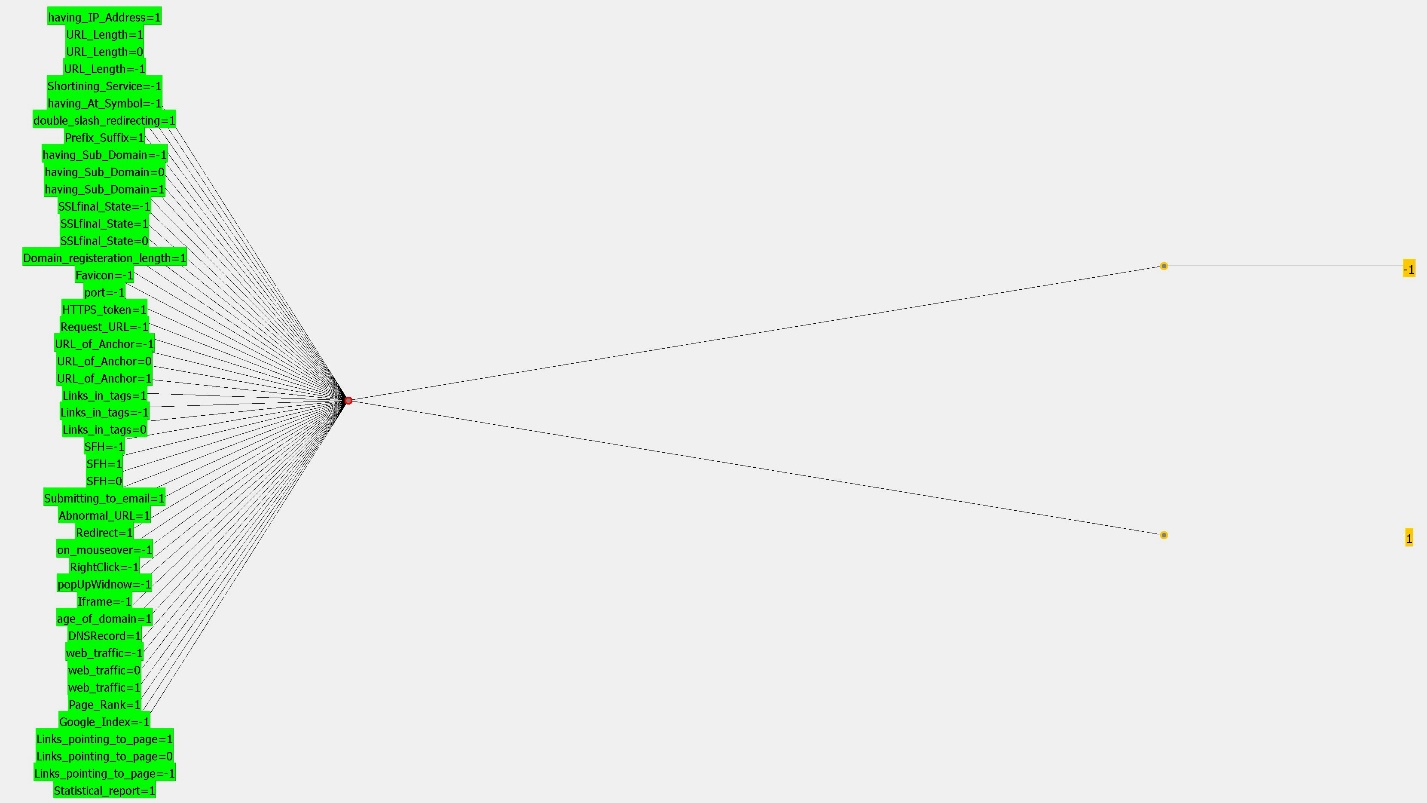 having_IP_Address=1
URL_Length=1
URL_Length=0
URL_Length=-1
Shortining_Service=-1
having_At_Symbol=-1
double_slash_redirecting=1
Prefix_Suffix=1
having_Sub_Domain=-1
having_Sub_Domain=0
having_Sub_Domain=1
SSLfinal_State=-1
SSLfinal_State=1
SSLfinal_State=0
Domain_registeration_length=1
Favicon=-1
port=-1
HTTPS_token=1
Request_URL=-1
URL_of_Anchor=-1
URL_of_Anchor=0
URL_of_Anchor=1
Links_in_tags=1
Links_in_tags=-1
Links_in_tags=0
SFH=-1
SFH=1
SFH=0
Submitting_to_email=1
Abnormal_URL=1
Redirect=1
on_mouseover=-1
RightClick=-1
popUpWidnow=-1
Iframe=-1
age_of_domain=1
DNSRecord=1
web_traffic=-1
web_traffic=0
web_traffic=1
Page_Rank=1
Google_Index=-1
Links_pointing_to_page=1
Links_pointing_to_page=0
Links_pointing_to_page=-1
Statistical_report=1
-1
1